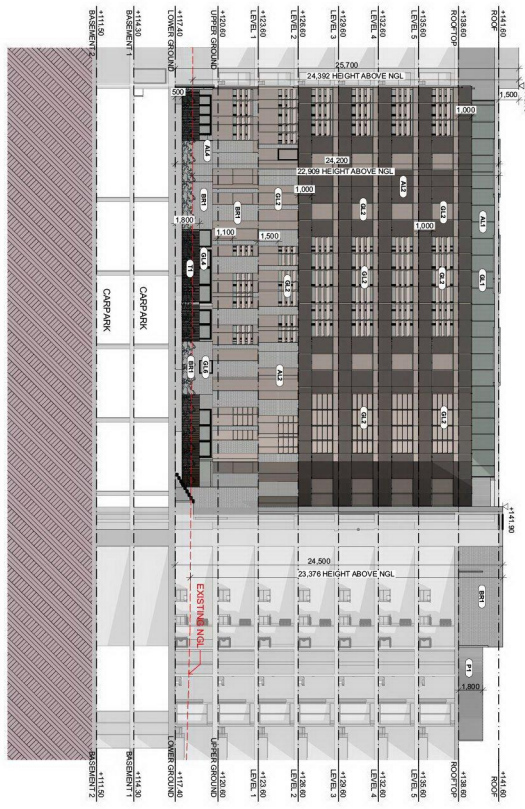 +141.60
ROOF
+138.60
ROOFTOP
+135.60
LEVEL 5
+132.60
LEVEL 4
+129.60
LEVEL 3
+126.60
LEVEL 2
+123.60
LEVEL 1
+120.60
UPPER GROUND
+117.40
LOWER GROUND
+114.30
BASEMENT 1
+111.50
BASEMENT 2
1,500
1,000
25,700
24,392 HEIGHT ABOVE NGL
500
24,200
22,909 HEIGHT ABOVE NGL
1,000
1,000
1,500
1,100
1,800
AL1
GL1
GL2
GL2
GL2
AL2
GL2
GL2
GL2
GL2
GL2
AL2
BR1
AL4
BR1
GL4
GL6
T1
BR1
CARPARK
CARPARK
+141.90
24,500
23,376 HEIGHT ABOVE NGL
EXISTING NGL
BR1
P1
1,800
+141.60
ROOF
+138.60
ROOFTOP
+135.60
LEVEL 5
+132.60
LEVEL 4
+129.60
LEVEL 3
+126.60
LEVEL 2
+123.60
LEVEL 1
+120.60
UPPER GROUND
+117.40
LOWER GROUND
+114.30
BASEMENT 1
+111.50
BASEMENT 2